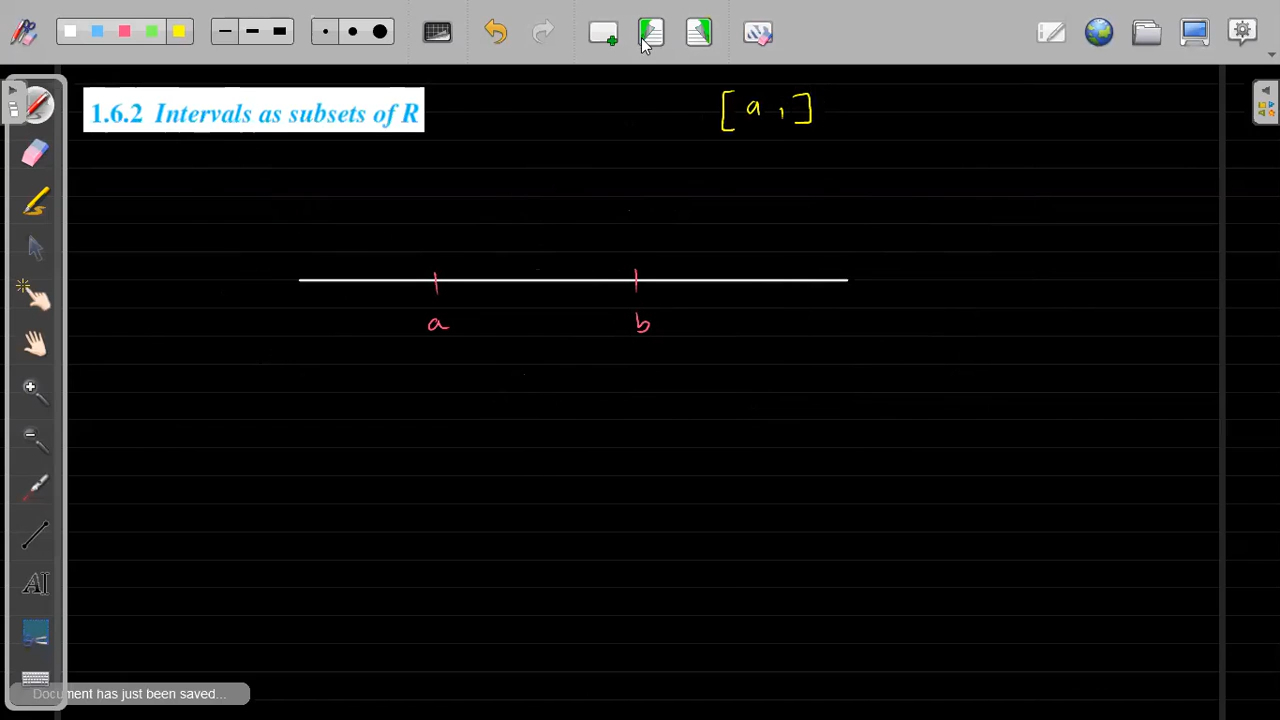 1.6.2 Intervals as subsets of R
[ a , ]
a b
Document has just been saved...